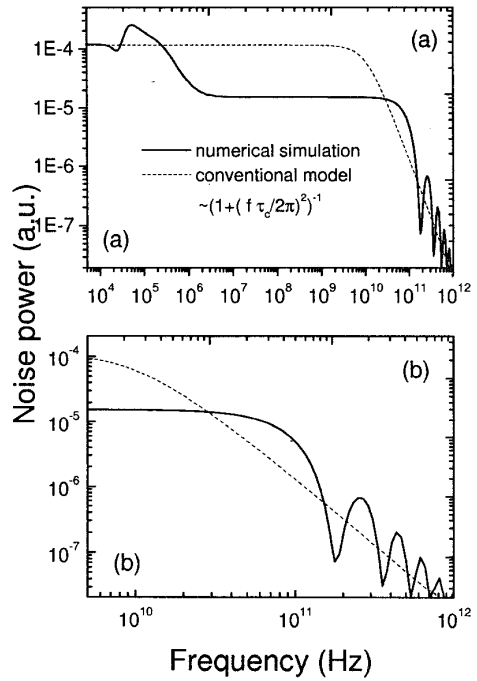 (a)
1E-4
1E-5
1E-6
1E-7
numerical simulation
conventional model
~(1+( f τc/2π)²)⁻¹
(a)
10⁴ 10⁵ 10⁶ 10⁷ 10⁸ 10⁹ 10¹⁰ 10¹¹ 10¹²
Noise power (a.u.)
(b)
10⁻⁴
10⁻⁵
10⁻⁶
10⁻⁷
(b)
10¹⁰ 10¹¹ 10¹²
Frequency (Hz)